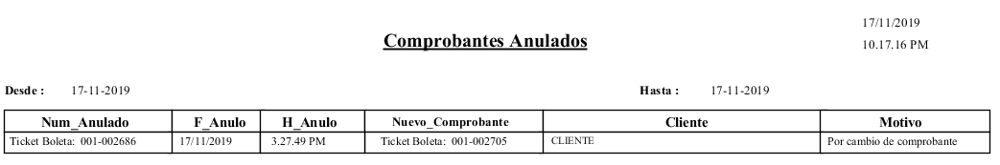 17/11/2019
Comprobantes Anulados
10.17.16 PM
Desde : 17-11-2019 Hasta : 17-11-2019
Num_Anulado F_Anulo H_Anulo Nuevo_Comprobante Cliente Motivo
Ticket Boleta: 001-002686 17/11/2019 3.27.49 PM Ticket Boleta: 001-002705 CLIENTE Por cambio de comprobante